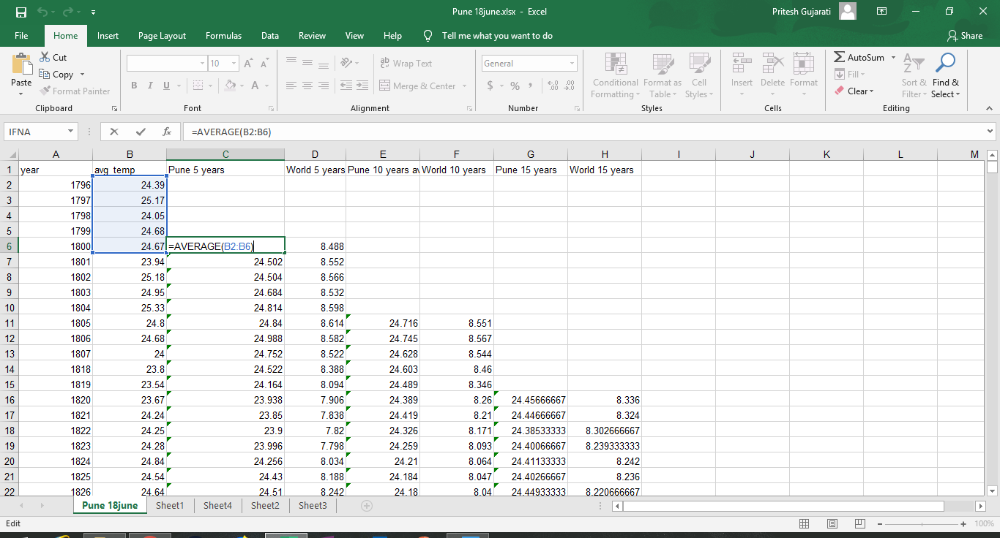 Pune 18june.xlsx - Excel
Pritesh Gujarati
File Home Insert Page Layout Formulas Data Review View Help Tell me what you want to do Share
Paste Cut
Copy
Format Painter
Clipboard
10
B I U A
Font
Wrap Text
Merge & Center
Alignment
General
$ % ,
Number
Conditional Formatting
Format as Table
Cell Styles
Styles
Insert Delete Format
Cells
AutoSum
Fill
Clear
Sort & Filter
Find & Select
Editing
IFNA fx =AVERAGE(B2:B6)
A B C D E F G H I J K L M
1 year avg_temp Pune 5 years World 5 years Pune 10 years av World 10 years Pune 15 years World 15 years
2 1796 24.39
3 1797 25.17
4 1798 24.05
5 1799 24.68
6 1800 24.67 =AVERAGE(B2:B6) 8.488
7 1801 23.94 24.502 8.552
8 1802 25.18 24.504 8.566
9 1803 24.95 24.684 8.532
10 1804 25.33 24.814 8.598
11 1805 24.8 24.84 8.614 24.716 8.551
12 1806 24.68 24.988 8.582 24.745 8.567
13 1807 24 24.752 8.522 24.628 8.544
14 1818 23.8 24.522 8.388 24.603 8.46
15 1819 23.54 24.164 8.094 24.489 8.346
16 1820 23.67 23.938 7.906 24.389 8.26 24.45666667 8.336
17 1821 24.24 23.85 7.838 24.419 8.21 24.44666667 8.324
18 1822 24.25 23.9 7.82 24.326 8.171 24.38533333 8.302666667
19 1823 24.28 23.996 7.798 24.259 8.093 24.40066667 8.239333333
20 1824 24.84 24.256 8.034 24.21 8.064 24.41133333 8.242
21 1825 24.54 24.43 8.188 24.184 8.047 24.40266667 8.236
22 1826 24.64 24.51 8.242 24.18 8.04 24.44933333 8.220666667
Pune 18june Sheet1 Sheet4 Sheet2 Sheet3
Edit 100%